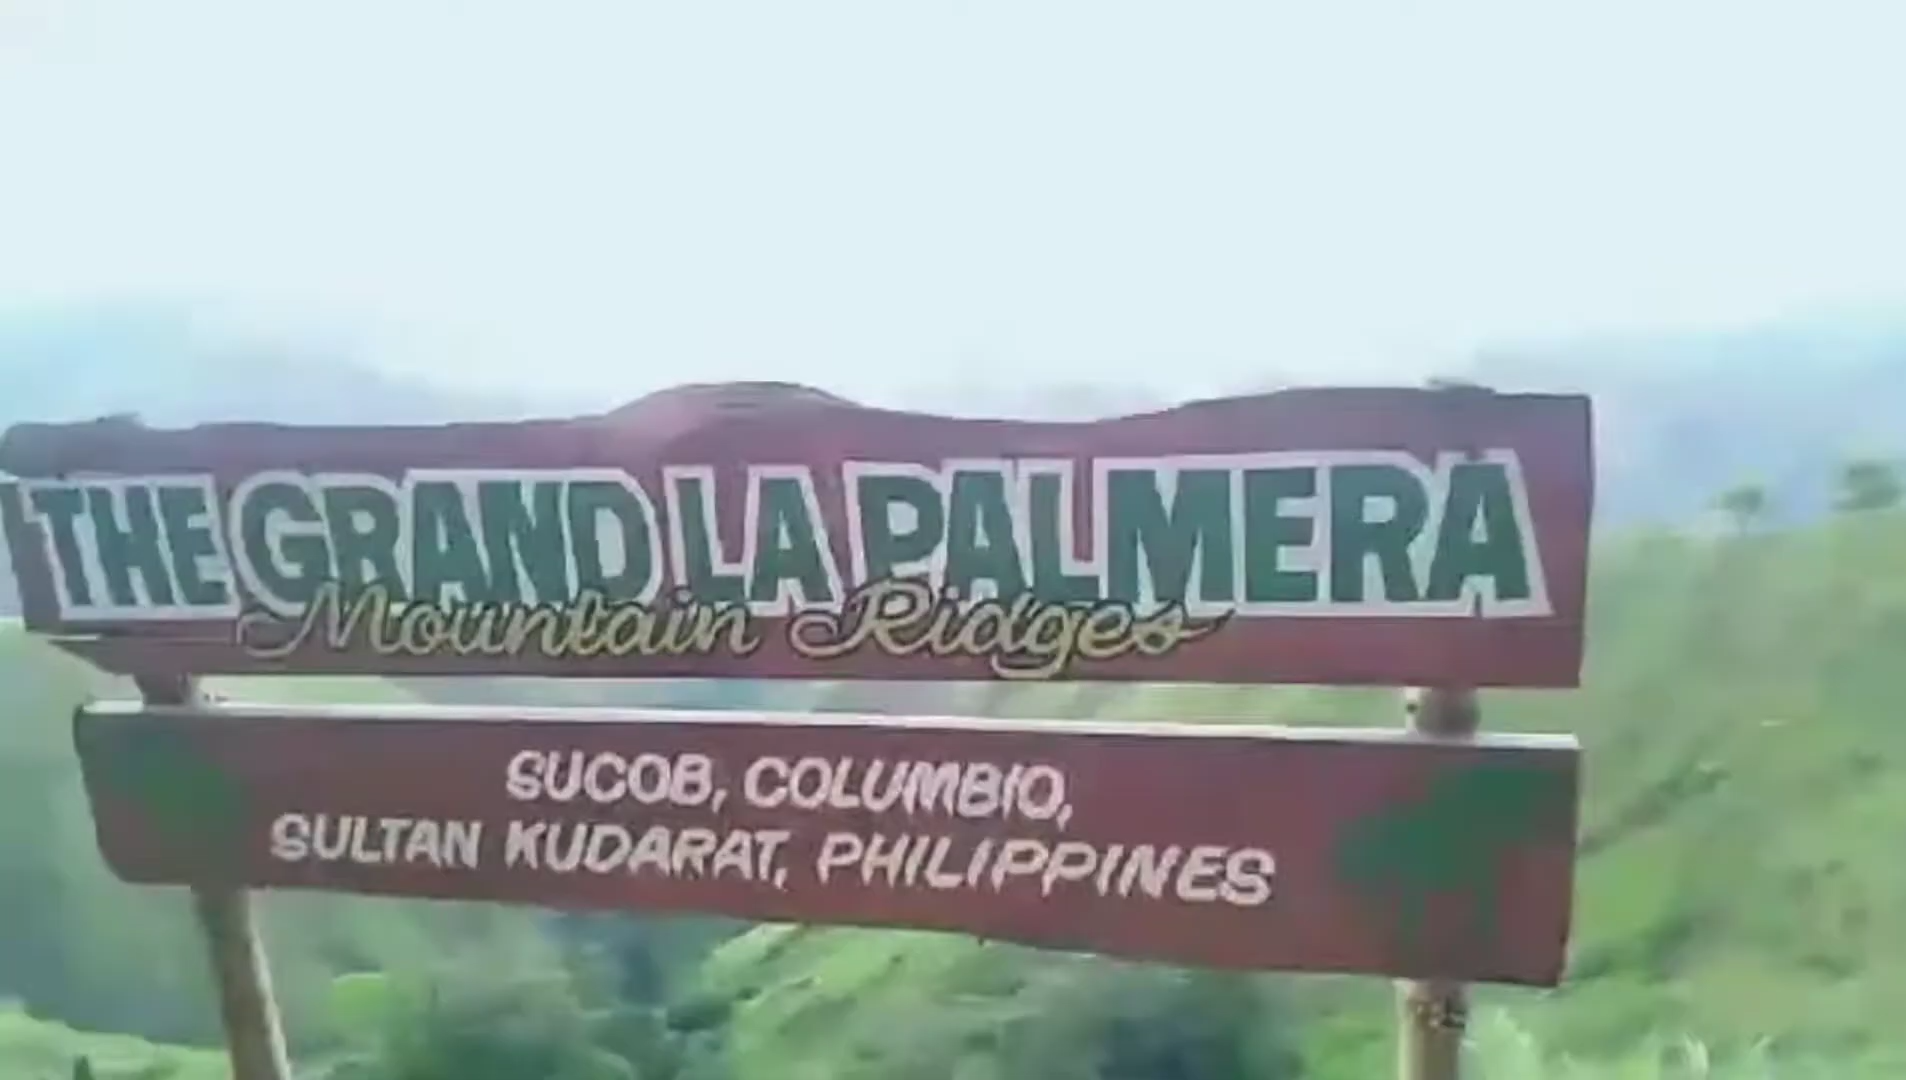 THE GRAND LA PALMERA
Mountain Ridges
SUCOB, COLUMBIO,
SULTAN KUDARAT, PHILIPPINES